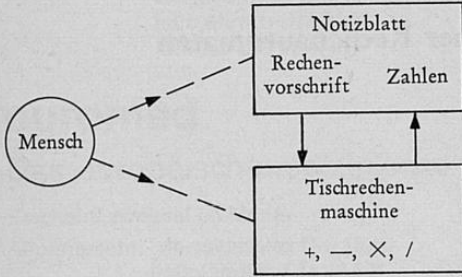 Notizblatt
Rechen-
vorschrift
Zahlen
Mensch
Tischrechen-
maschine
+, —, ×, /